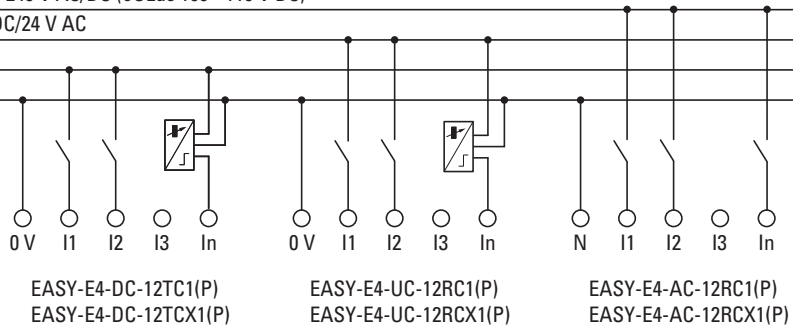 DC/24 V AC
0 V I1 I2 I3 In 0 V I1 I2 I3 In N I1 I2 I3 In
EASY-E4-DC-12TC1(P) EASY-E4-UC-12RC1(P) EASY-E4-AC-12RC1(P)
EASY-E4-DC-12TCX1(P) EASY-E4-UC-12RCX1(P) EASY-E4-AC-12RCX1(P)